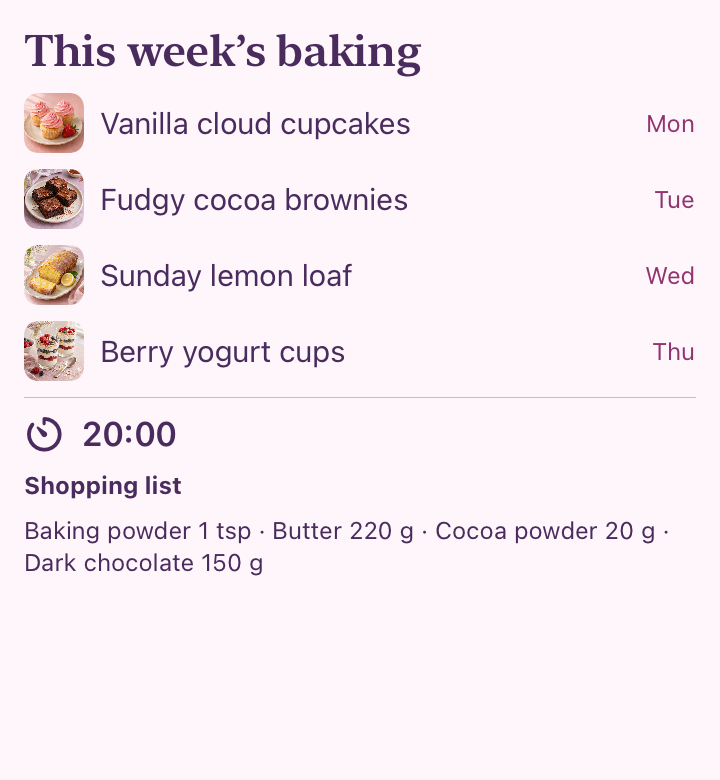 This week’s baking
Vanilla cloud cupcakes Mon
Fudgy cocoa brownies Tue
Sunday lemon loaf Wed
Berry yogurt cups Thu
20:00
Shopping list
Baking powder 1 tsp · Butter 220 g · Cocoa powder 20 g ·
Dark chocolate 150 g